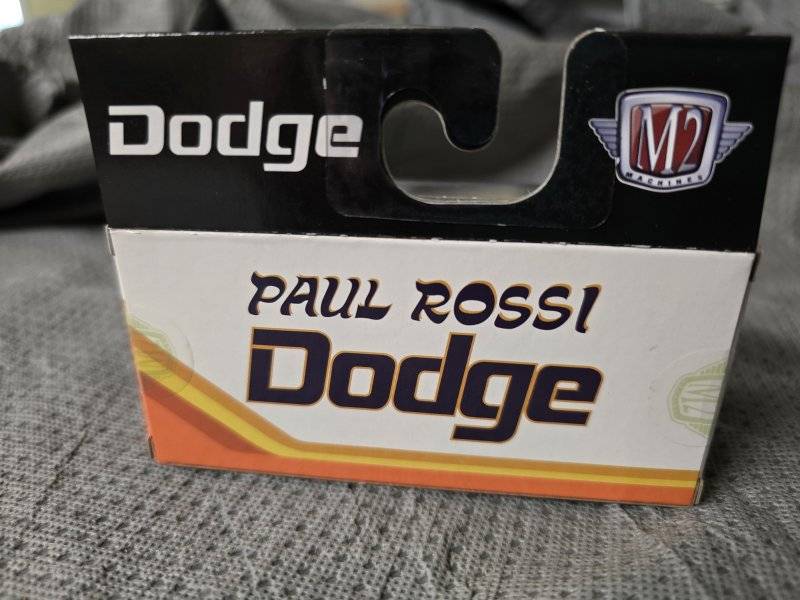 Dodge
M2
MACHINES
PAUL ROSSI
Dodge